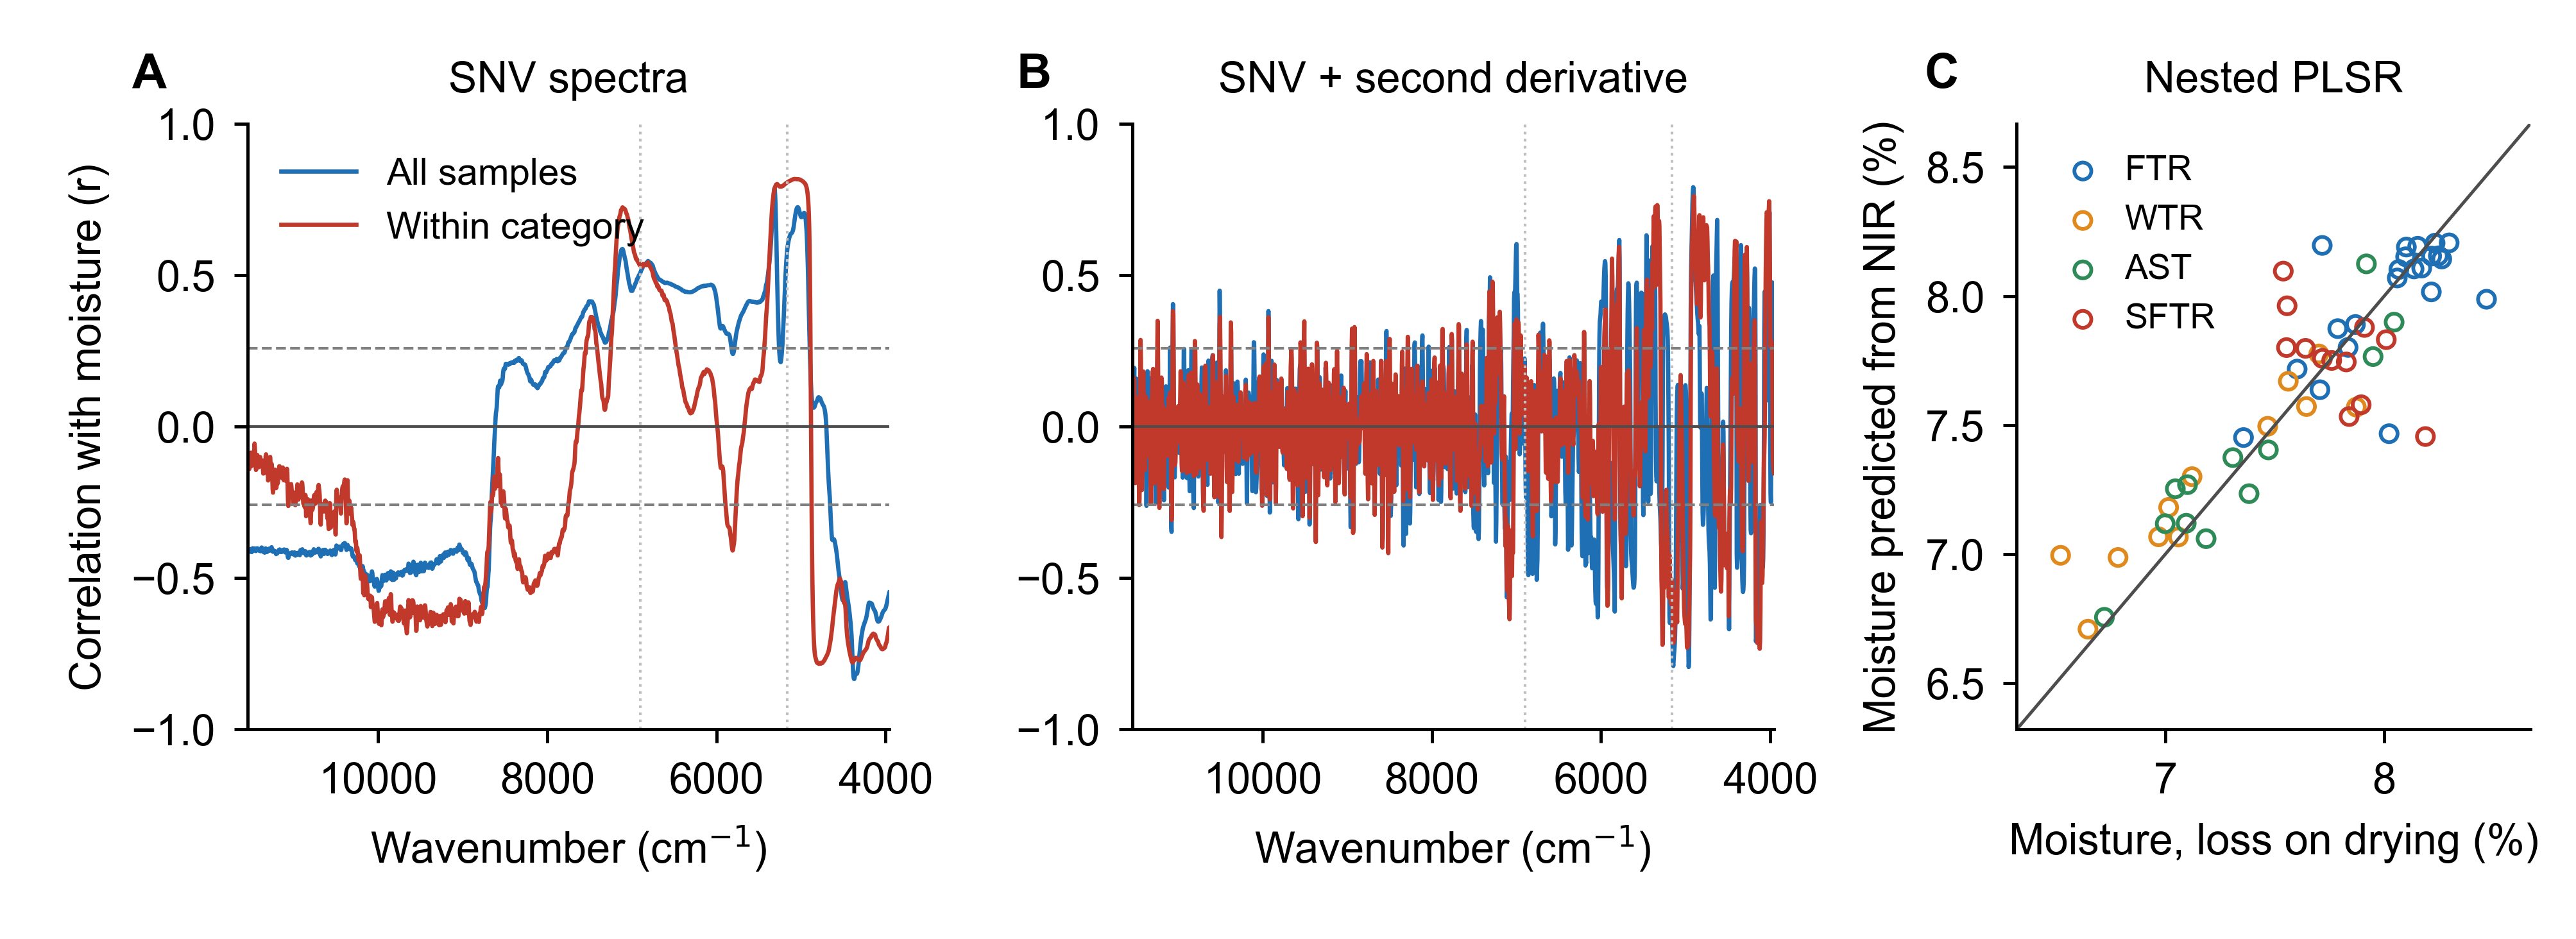 A
SNV spectra
Correlation with moisture (r)
1.0
0.5
0.0
−0.5
−1.0
All samples
Within category
10000
8000
6000
4000
Wavenumber (cm⁻¹)
B
SNV + second derivative
1.0
0.5
0.0
−0.5
−1.0
10000
8000
6000
4000
Wavenumber (cm⁻¹)
C
Nested PLSR
Moisture predicted from NIR (%)
8.5
8.0
7.5
7.0
6.5
FTR
WTR
AST
SFTR
7
8
Moisture, loss on drying (%)